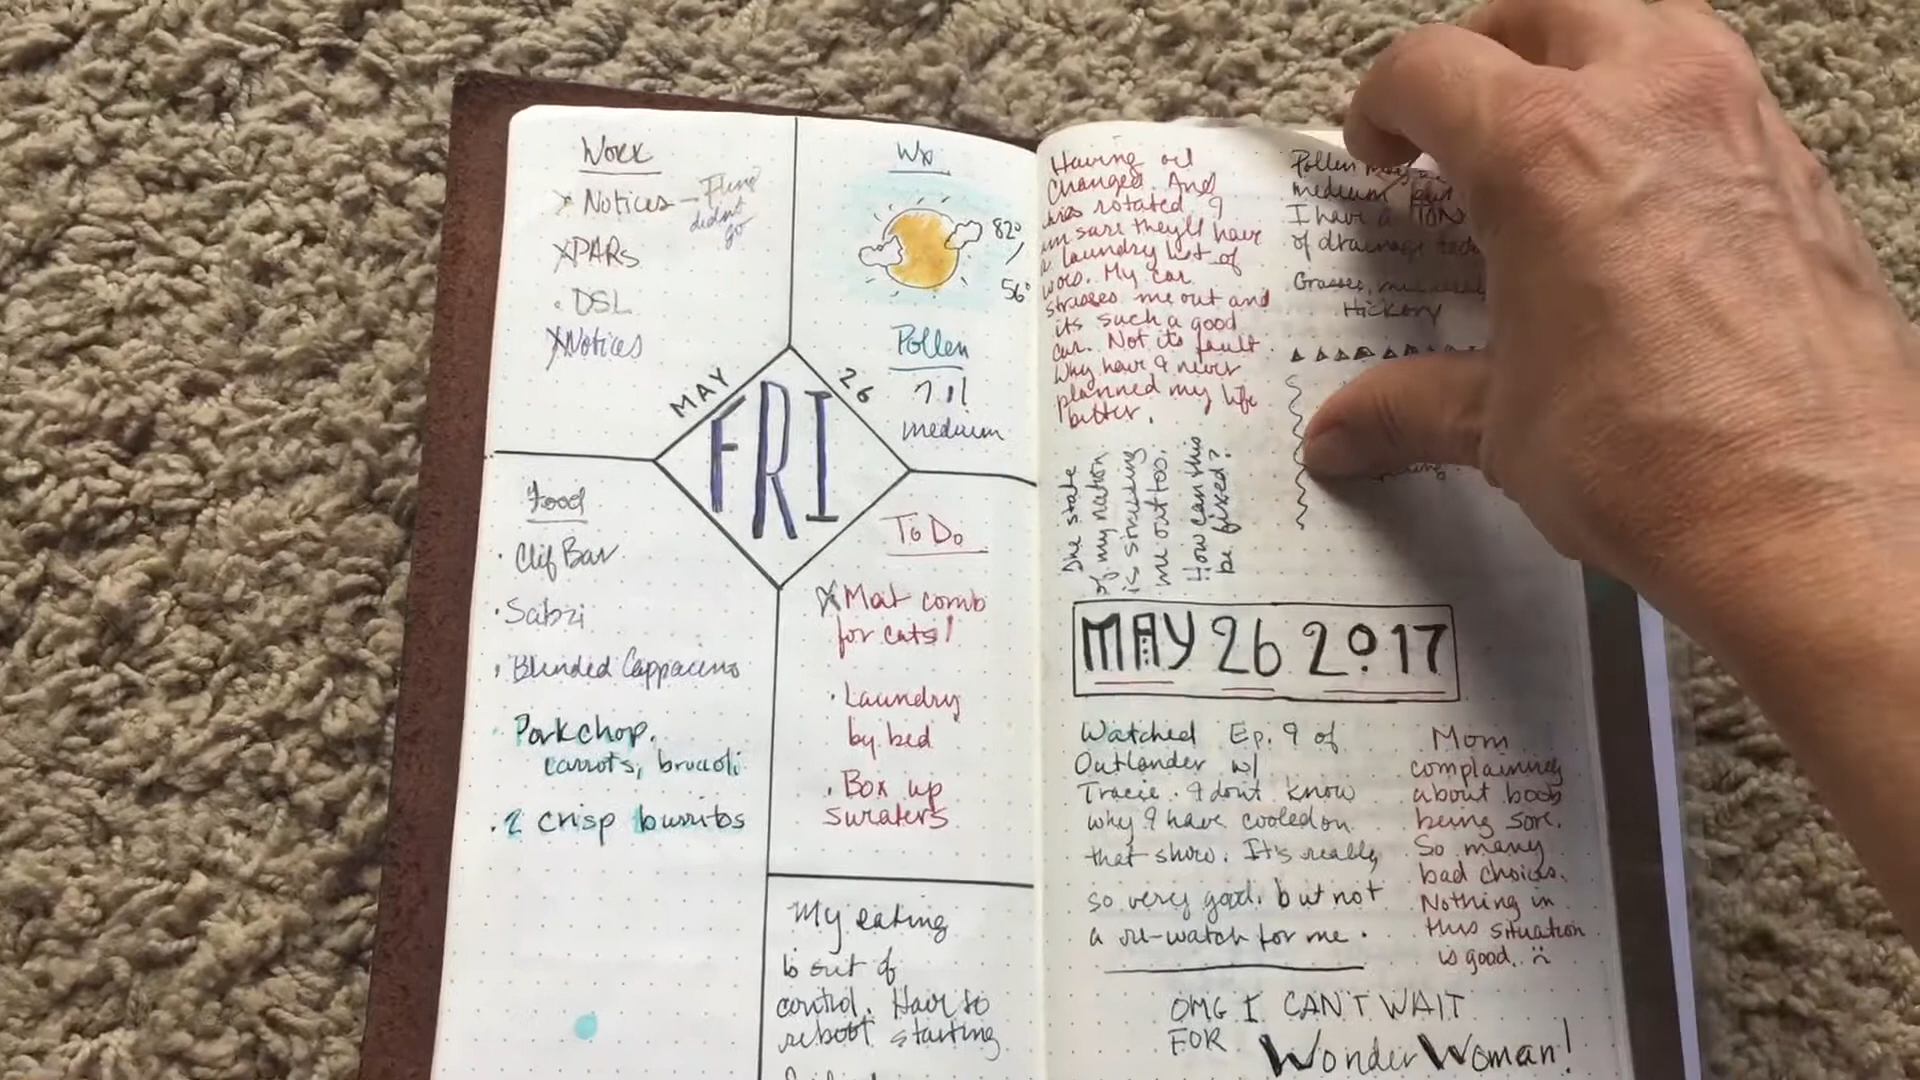 Work
x Notices - Fluid
didn't
go
x PARs
. DSL
x Notices
Wx
82°
56°
Pollen
7.1!
medium
MAY
26
FRI
Food
. Clif Bar
. Sabzi
. Blended Cappacino
. Pork chop,
carrots, broccoli
. 2 crisp burritos
To Do
x Mat comb
for cats!
. Laundry
by bed
. Box up
sweaters
My eating
is out of
control. Have to
reboot starting
Having oil
changed. And
rotated. I
am sure they'll have
a laundry list of
woes. My car
stresses me out and
its such a good
car. Not its fault
Why have I never
planned my life
better.
The state
of my nation
is stressing
me out too.
How can this
be fixed?
Pollen
medium
I have a TON
of drainage
Grasses,
Hickory
MAY 26 2017
Watched Ep. 9 of
Outlander w/
Tracie. I dont know
why I have cooled on
that show. It's really
so very good, but not
a re-watch for me.
Mom
complaining
about boob
being sore.
So many
bad choices.
Nothing in
this situation
is good.
OMG I CAN'T WAIT
FOR Wonder Woman!